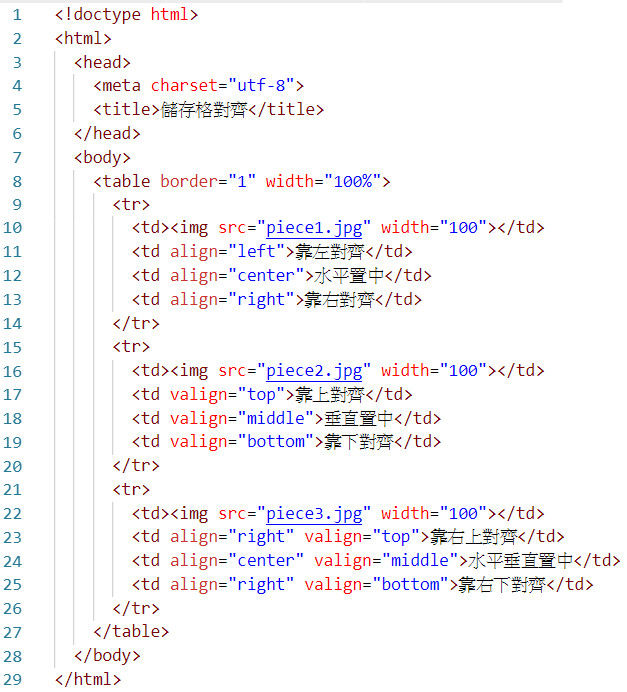 1 <!doctype html>
2 <html>
3 <head>
4 <meta charset="utf-8">
5 <title>儲存格對齊</title>
6 </head>
7 <body>
8 <table border="1" width="100%">
9 <tr>
10 <td><img src="piece1.jpg" width="100"></td>
11 <td align="left">靠左對齊</td>
12 <td align="center">水平置中</td>
13 <td align="right">靠右對齊</td>
14 </tr>
15 <tr>
16 <td><img src="piece2.jpg" width="100"></td>
17 <td valign="top">靠上對齊</td>
18 <td valign="middle">垂直置中</td>
19 <td valign="bottom">靠下對齊</td>
20 </tr>
21 <tr>
22 <td><img src="piece3.jpg" width="100"></td>
23 <td align="right" valign="top">靠右上對齊</td>
24 <td align="center" valign="middle">水平垂直置中</td>
25 <td align="right" valign="bottom">靠右下對齊</td>
26 </tr>
27 </table>
28 </body>
29 </html>